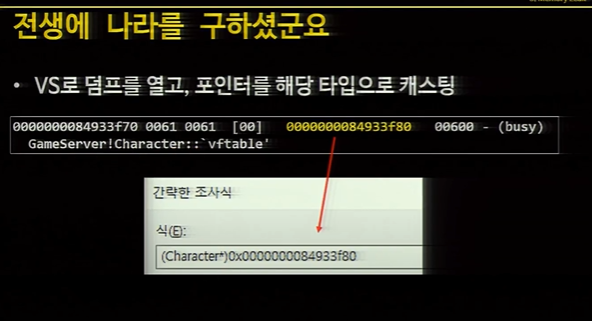 전생에 나라를 구하셨군요
• VS로 덤프를 열고, 포인터를 해당 타입으로 캐스팅
0000000084933f70 0061 0061 [00] 0000000084933f80 00600 - (busy)
GameServer!Character::`vftable'
간략한 조사식
식(E):
(Character*)0x0000000084933f80